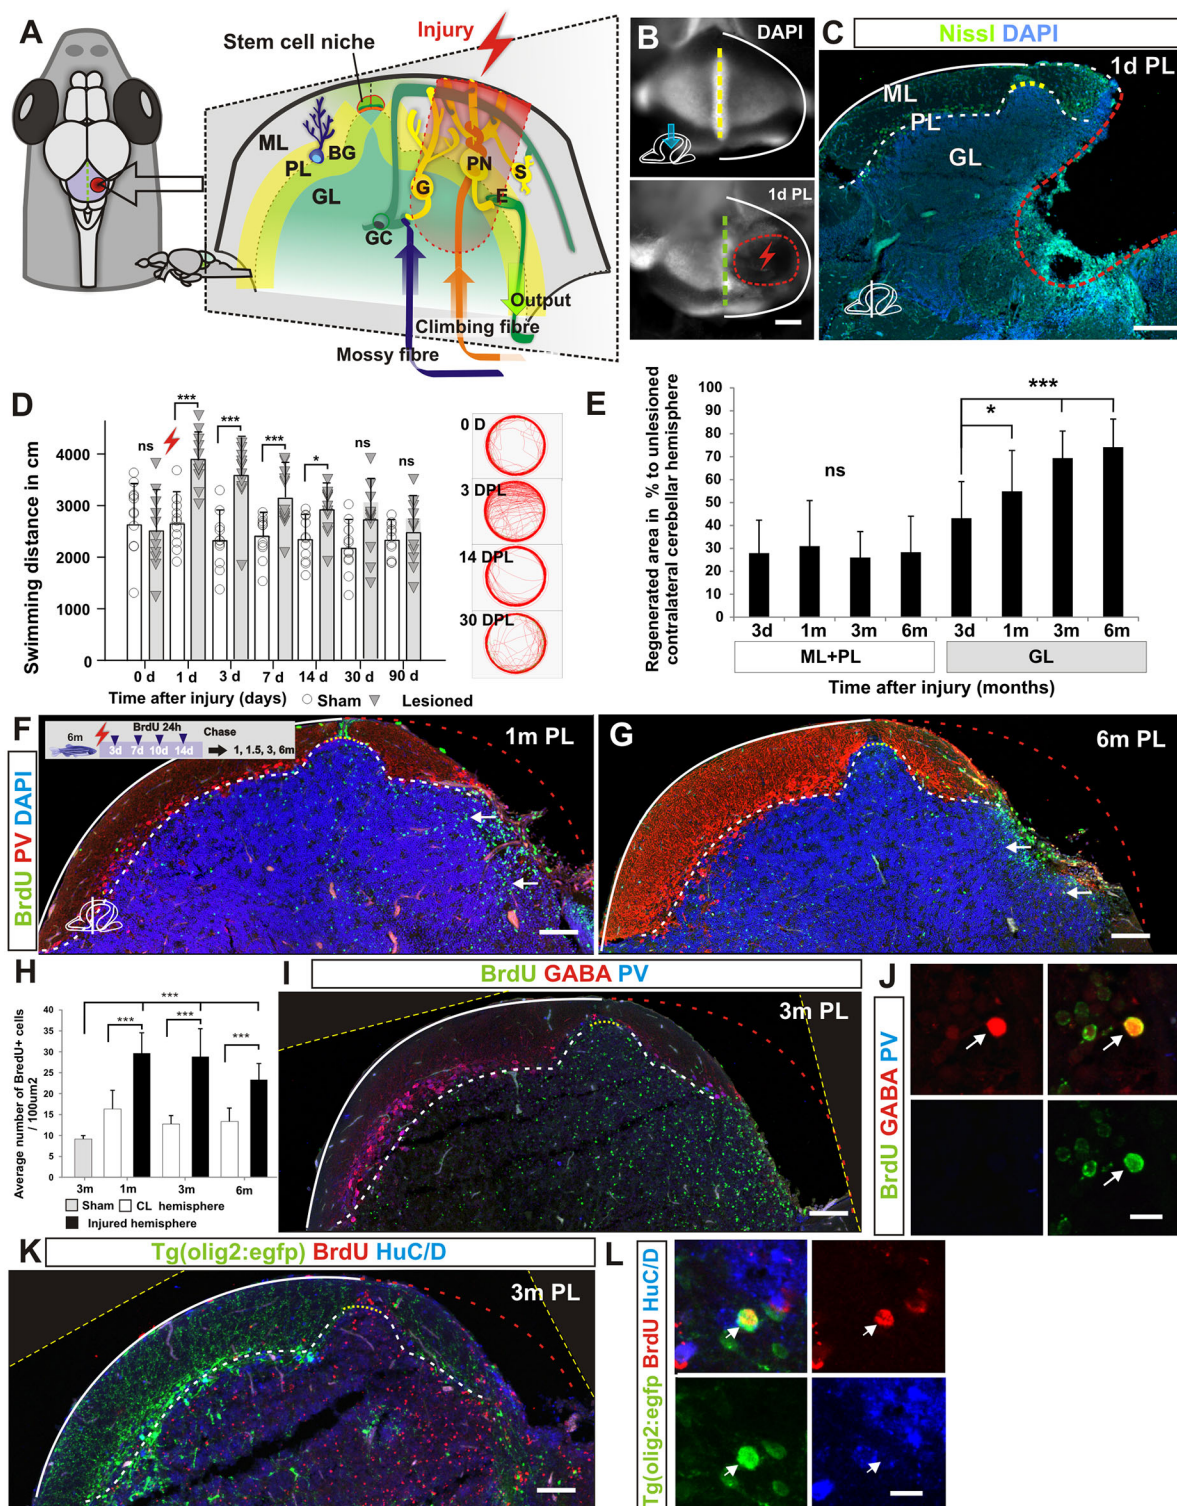 A
Stem cell niche
Injury
ML
PL
BG
GL
GC
G
PN
S
E
Output
Climbing fibre
Mossy fibre
B
DAPI
1d PL
C
Nissl DAPI
1d PL
ML
PL
GL
D
Swimming distance in cm
4000
3000
2000
1000
0
ns
***
***
***
*
ns
ns
0 d
1 d
3 d
7 d
14 d
30 d
90 d
Time after injury (days)
Sham
Lesioned
0 D
3 DPL
14 DPL
30 DPL
E
Regenerated area in % to unlesioned
contralateral cerebellar hemisphere
100
90
80
70
60
50
40
30
20
10
0
ns
*
***
3d 1m 3m 6m 3d 1m 3m 6m
ML+PL
GL
Time after injury (months)
F
BrdU PV DAPI
6m
BrdU 24h
3d 7d 10d 14d
Chase
1, 1.5, 3, 6m
1m PL
G
6m PL
H
Average number of BredU+ cells
/ 100um2
40
35
30
25
20
15
10
5
0
***
***
***
***
3m 1m 3m 6m
Sham
CL hemisphere
Injured hemisphere
I
BrdU GABA PV
3m PL
J
BrdU GABA PV
K
Tg(olig2:egfp) BrdU HuC/D
3m PL
L
Tg(olig2:egfp BrdU HuC/D